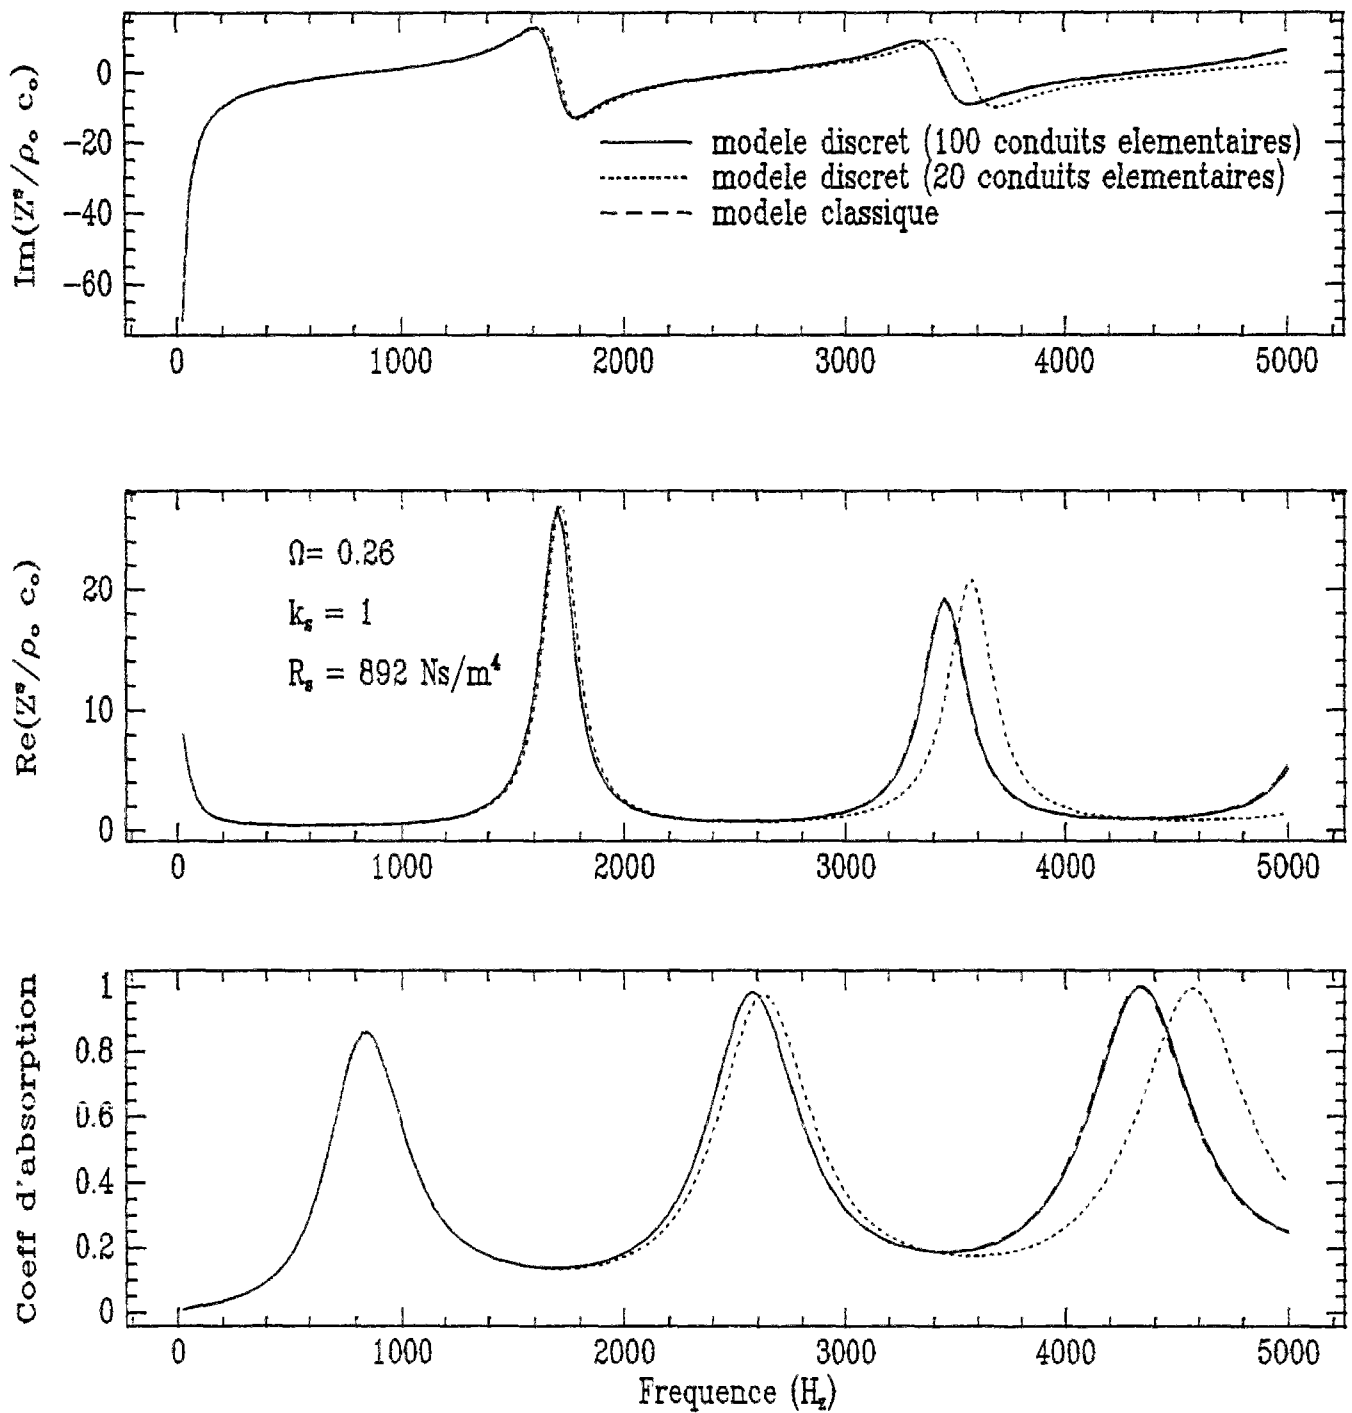 Im(Zˢ/ρₒ cₒ)
0
−20
−40
−60
modele discret (100 conduits elementaires)
modele discret (20 conduits elementaires)
modele classique
0 1000 2000 3000 4000 5000
Re(Zˢ/ρₒ cₒ)
20
10
0
Ω= 0.26
kₛ = 1
Rₛ = 892 Ns/m⁴
0 1000 2000 3000 4000 5000
Coeff d'absorption
1
0.8
0.6
0.4
0.2
0
0 1000 2000 3000 4000 5000
Frequence (H_z)